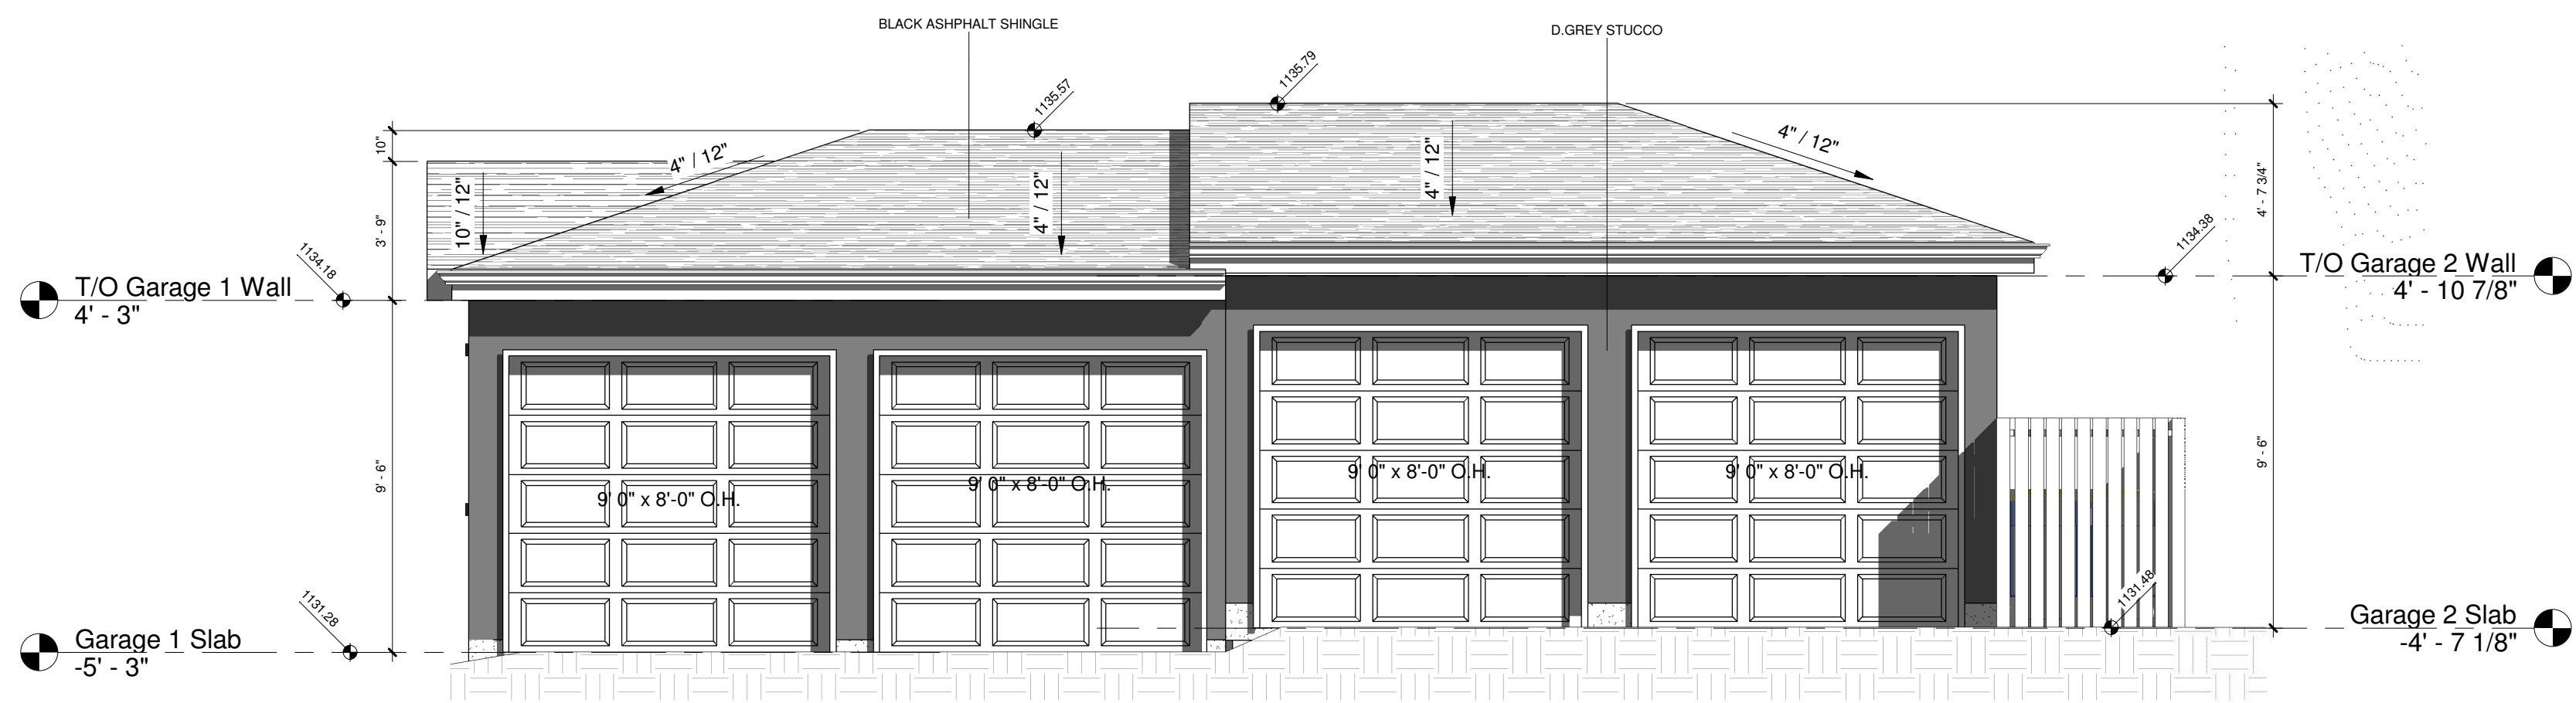 BLACK ASHPHALT SHINGLE
D.GREY STUCCO
1135.79
1135.57
10"
4" / 12"
4" / 12"
4" / 12"
4" / 12"
10" / 12"
3' - 9"
4' - 7 3/4"
1134.18
1134.38
T/O Garage 1 Wall
4' - 3"
T/O Garage 2 Wall
4' - 10 7/8"
9' - 6"
9' 0" x 8'-0" O.H.
9' 0" x 8'-0" O.H.
9' 0" x 8'-0" O.H.
9' 0" x 8'-0" O.H.
9' - 6"
1131.28
1131.48
Garage 1 Slab
-5' - 3"
Garage 2 Slab
-4' - 7 1/8"